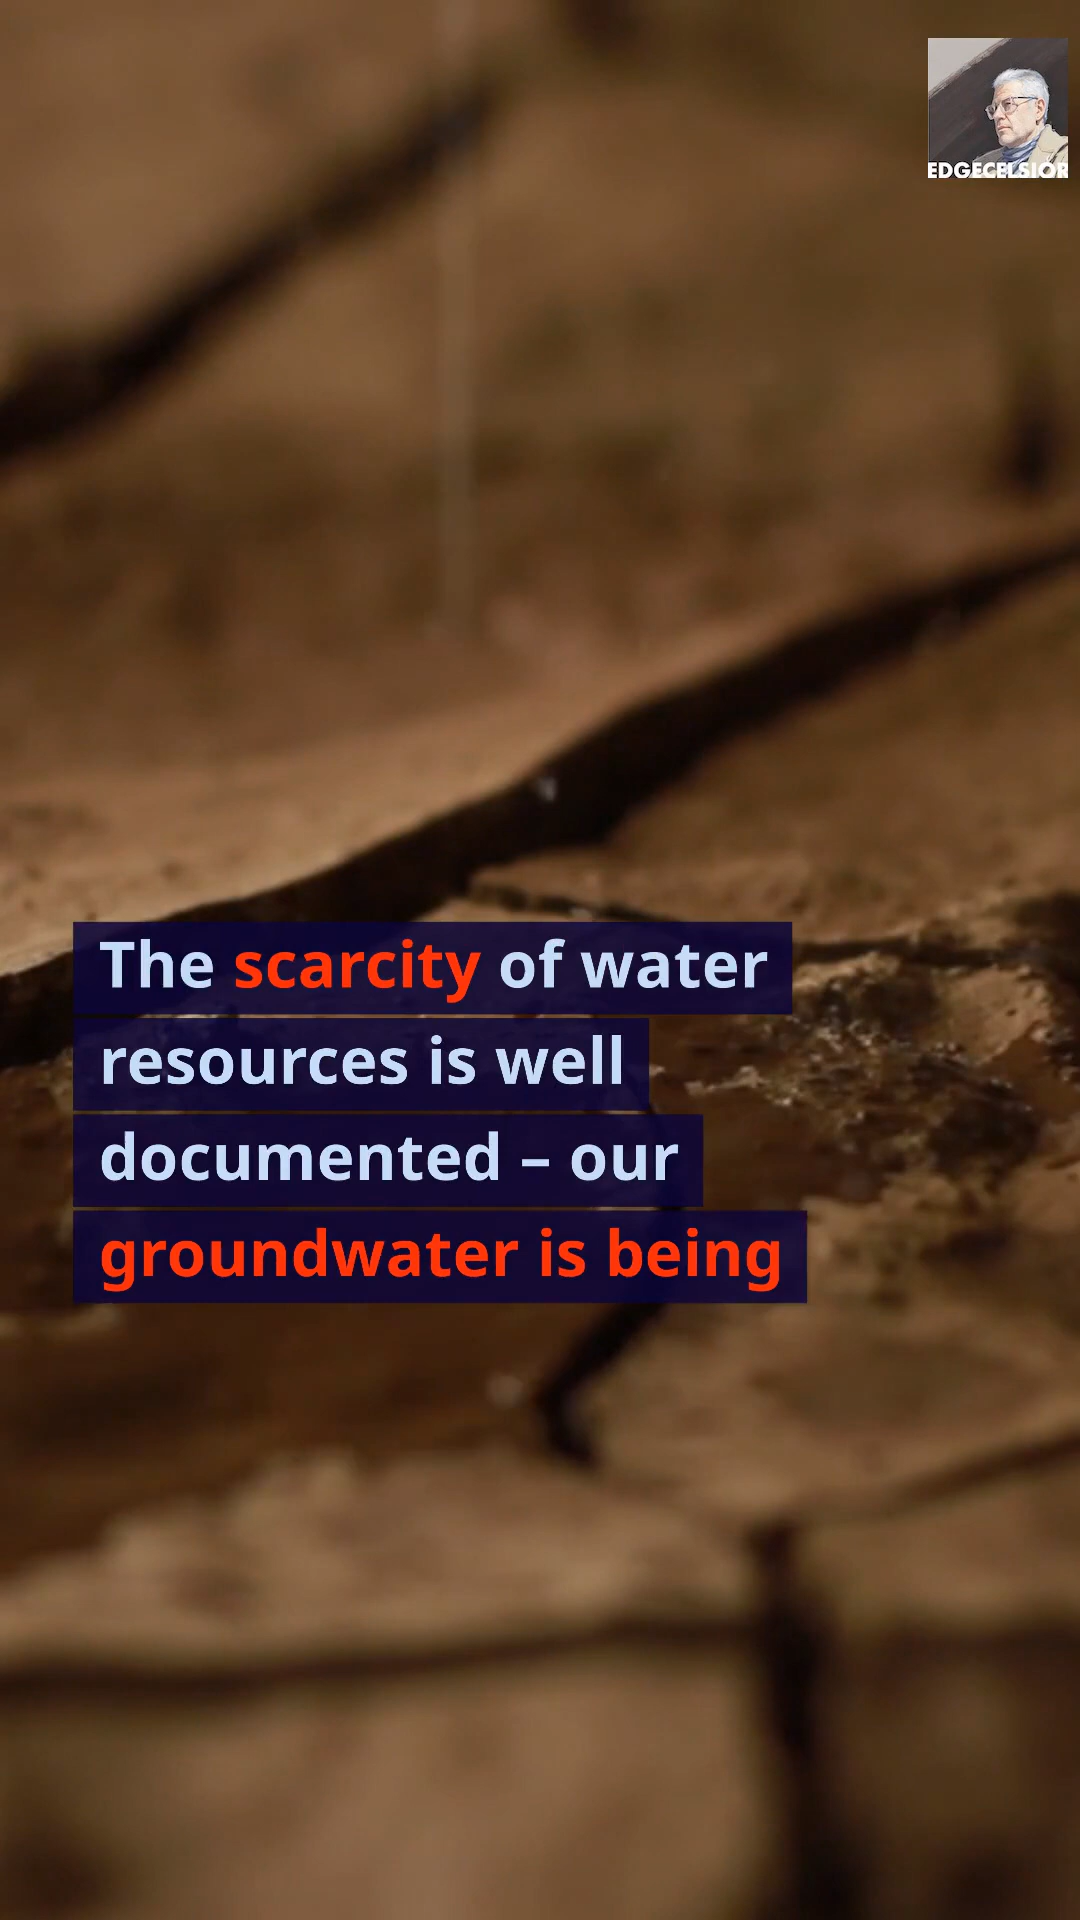 EDGECELSIOR
The scarcity of water
resources is well
documented – our
groundwater is being